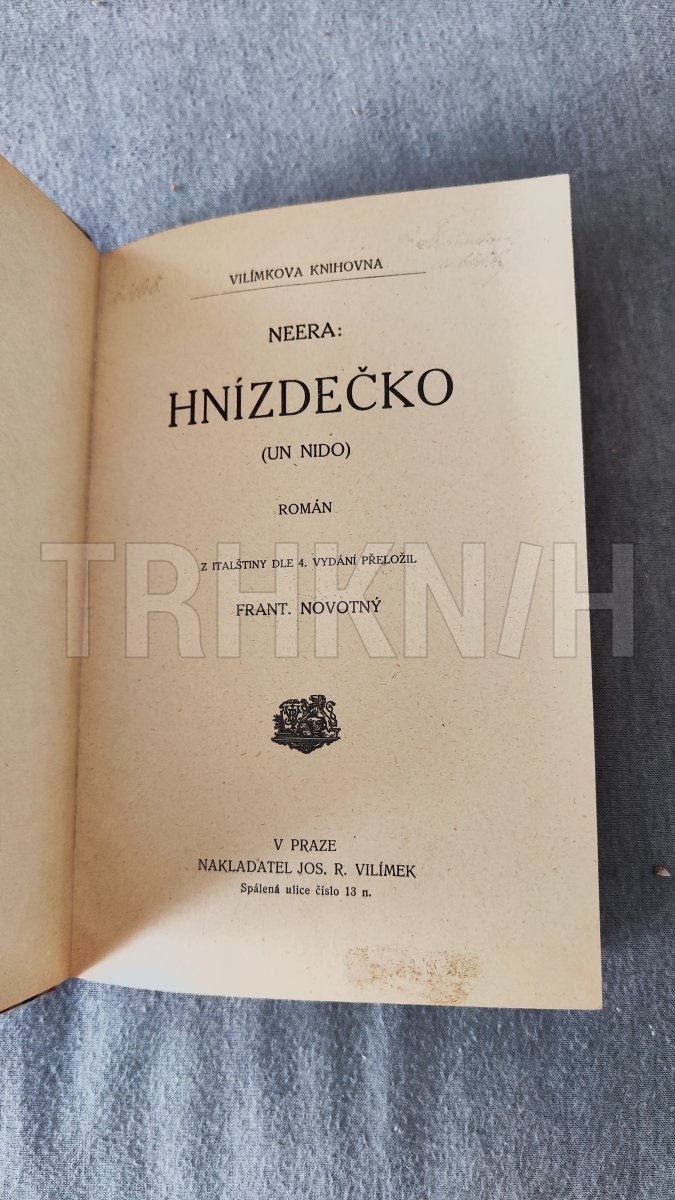 VILÍMKOVA KNIHOVNA
NEERA:
HNÍZDEČKO
(UN NIDO)
ROMÁN
Z ITALŠTINY DLE 4. VYDÁNÍ PŘELOŽIL
TRHKN/H
FRANT. NOVOTNÝ
V PRAZE
NAKLADATEL JOS. R. VILÍMEK
Spálená ulice číslo 13 n.